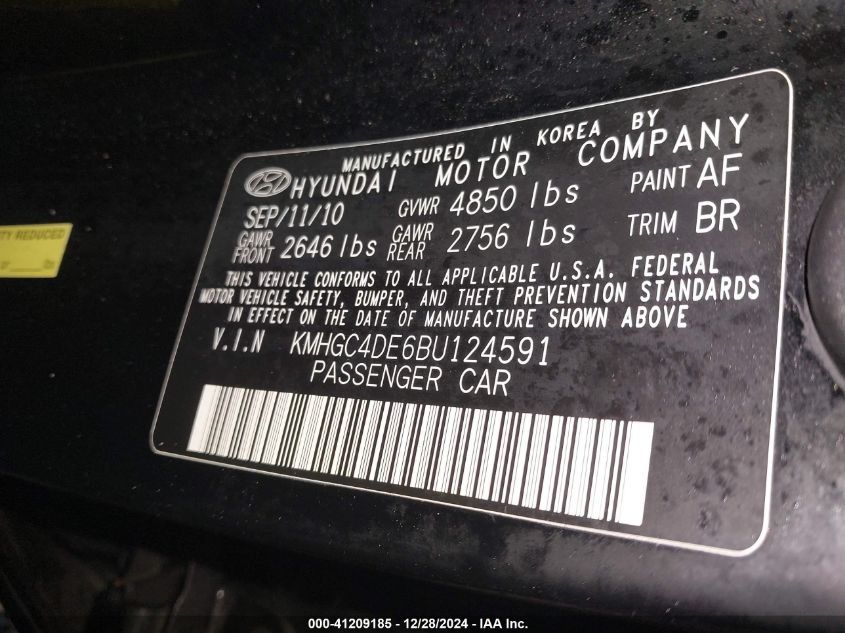 MANUFACTURED IN KOREA BY
HYUNDAI MOTOR COMPANY
SEP/11/10 GVWR 4850 lbs PAINT AF
GAWR FRONT 2646 lbs GAWR REAR 2756 lbs TRIM BR
THIS VEHICLE CONFORMS TO ALL APPLICABLE U.S.A. FEDERAL
MOTOR VEHICLE SAFETY, BUMPER, AND THEFT PREVENTION STANDARDS
IN EFFECT ON THE DATE OF MANUFACTURE SHOWN ABOVE
V.I.N KMHGC4DE6BU124591
PASSENGER CAR
REDUCED
000-41209185 - 12/28/2024 - IAA Inc.